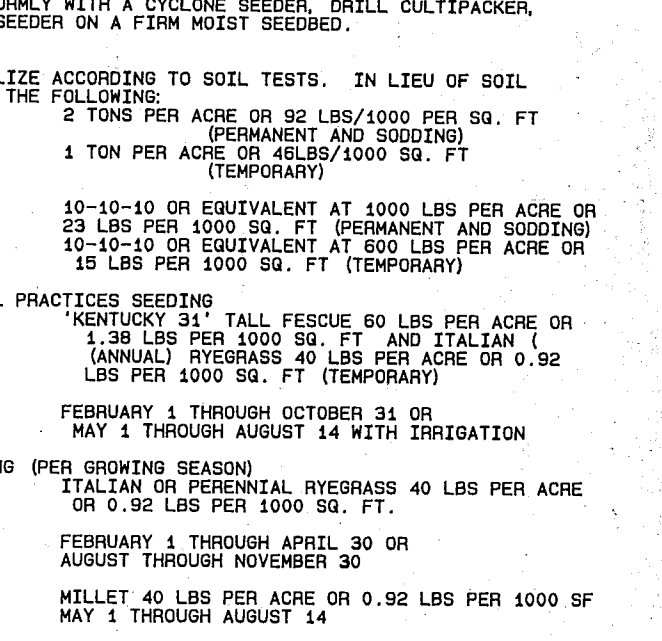 ORMLY WITH A CYCLONE SEEDER, DRILL CULTIPACKER,
SEEDER ON A FIRM MOIST SEEDBED.
LIZE ACCORDING TO SOIL TESTS. IN LIEU OF SOIL
THE FOLLOWING:
2 TONS PER ACRE OR 92 LBS/1000 PER SQ. FT
(PERMANENT AND SODDING)
1 TON PER ACRE OR 46LBS/1000 SQ. FT
(TEMPORARY)
10-10-10 OR EQUIVALENT AT 1000 LBS PER ACRE OR
23 LBS PER 1000 SQ. FT (PERMANENT AND SODDING)
10-10-10 OR EQUIVALENT AT 600 LBS PER ACRE OR
15 LBS PER 1000 SQ. FT (TEMPORARY)
L PRACTICES SEEDING
'KENTUCKY 31' TALL FESCUE 60 LBS PER ACRE OR
1.38 LBS PER 1000 SQ. FT AND ITALIAN (
(ANNUAL) RYEGRASS 40 LBS PER ACRE OR 0.92
LBS PER 1000 SQ. FT (TEMPORARY)
FEBRUARY 1 THROUGH OCTOBER 31 OR
MAY 1 THROUGH AUGUST 14 WITH IRRIGATION
NG (PER GROWING SEASON)
ITALIAN OR PERENNIAL RYEGRASS 40 LBS PER ACRE
OR 0.92 LBS PER 1000 SQ. FT.
FEBRUARY 1 THROUGH APRIL 30 OR
AUGUST THROUGH NOVEMBER 30
MILLET 40 LBS PER ACRE OR 0.92 LBS PER 1000 SF
MAY 1 THROUGH AUGUST 14